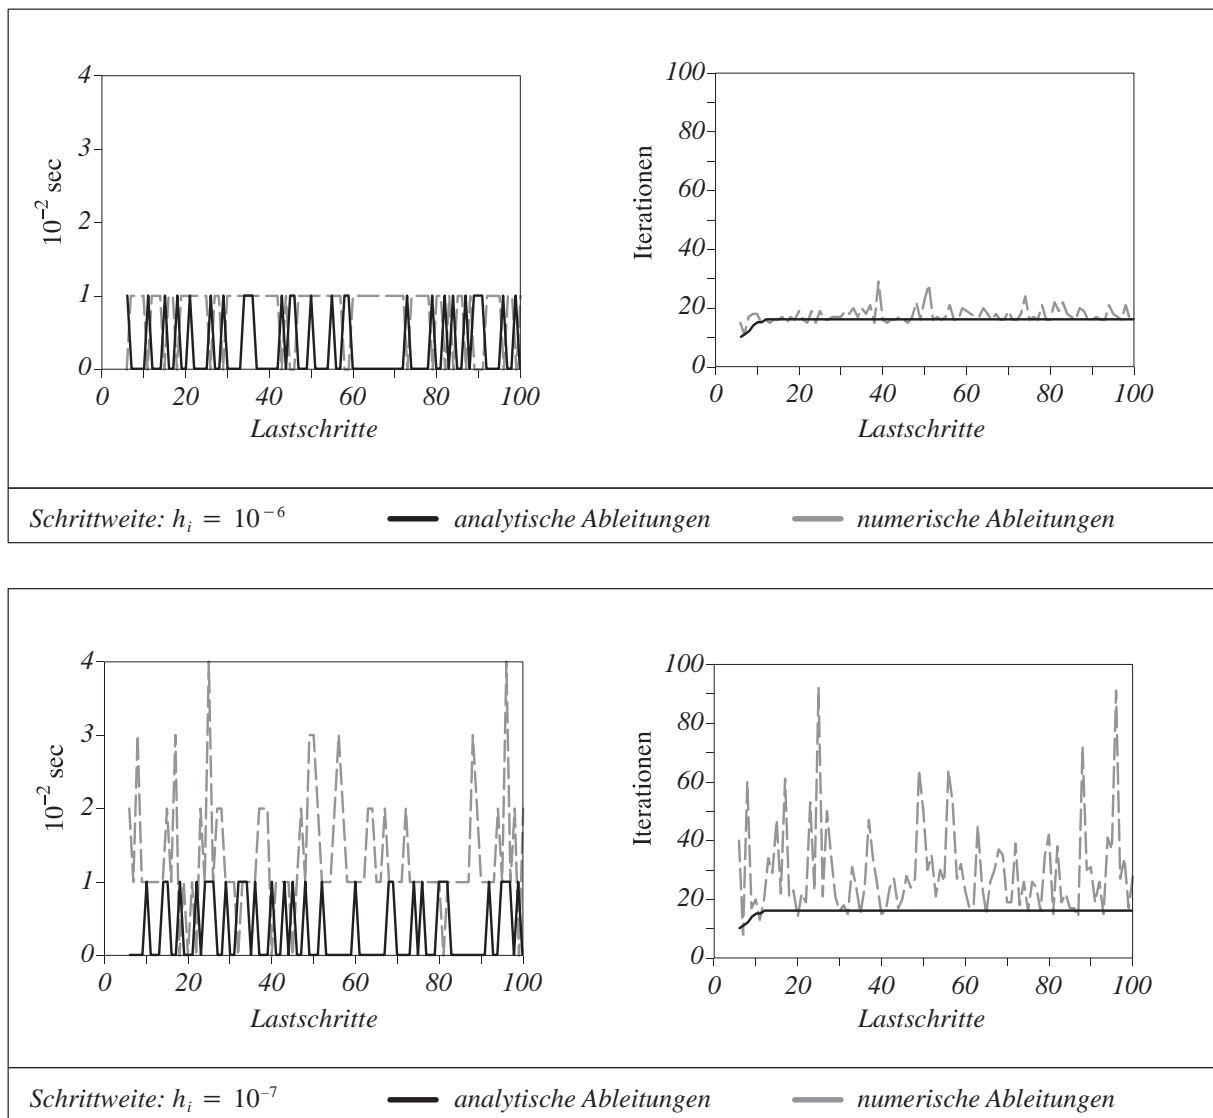 4
3
2
1
0
10⁻² sec
0 20 40 60 80 100
Lastschritte
100
80
60
40
20
0
Iterationen
0 20 40 60 80 100
Lastschritte
Schrittweite: hᵢ = 10⁻⁶ analytische Ableitungen numerische Ableitungen
4
3
2
1
0
10⁻² sec
0 20 40 60 80 100
Lastschritte
100
80
60
40
20
0
Iterationen
0 20 40 60 80 100
Lastschritte
Schrittweite: hᵢ = 10⁻⁷ analytische Ableitungen numerische Ableitungen